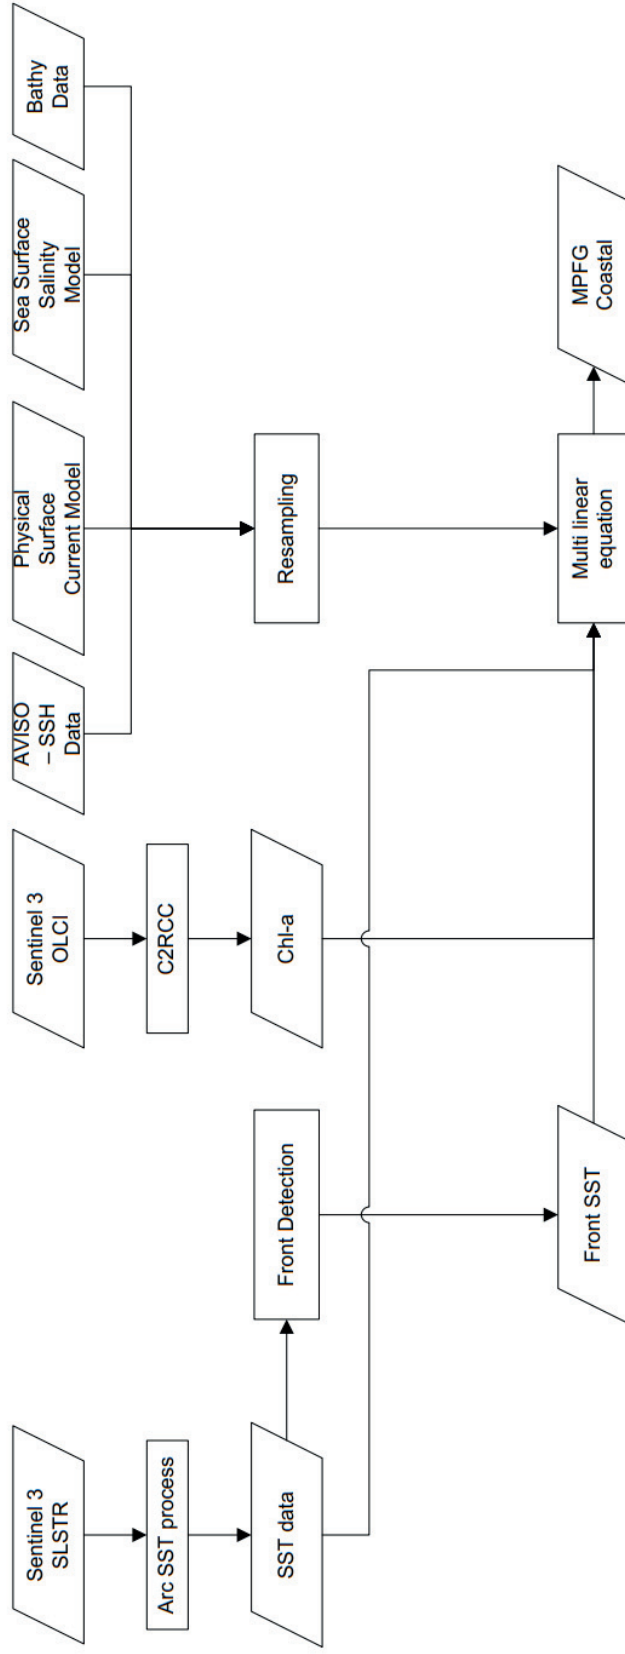 Sentinel 3
SLSTR
Sentinel 3
OLCI
AVISO
– SSH
Data
Physical
Surface
Current Model
Sea Surface
Salinity
Model
Bathy
Data
Arc SST process
C2RCC
SST data
Front Detection
Chl-a
Resampling
Front SST
Multi linear
equation
MPFG
Coastal